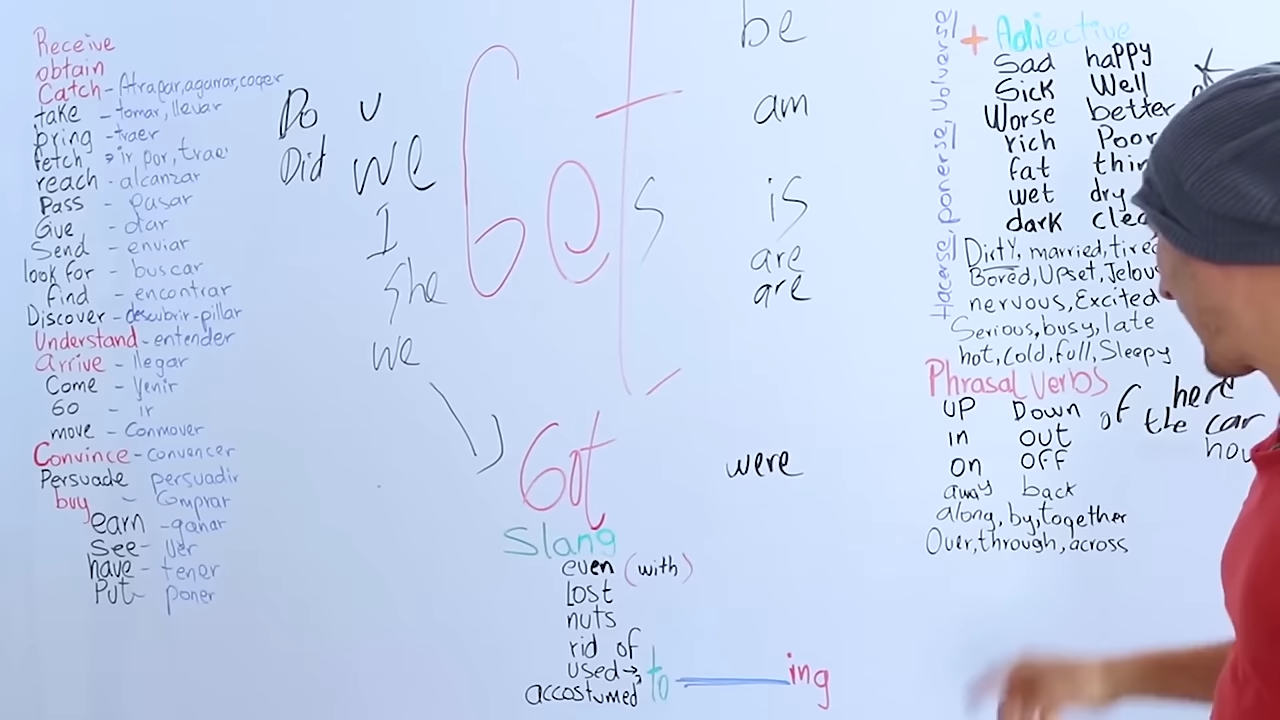 Receive
obtain
Catch - Atrapar, agarrar, coger
take - tomar, llevar
bring - traer
fetch - ir por, traer
reach - alcanzar
Pass - pasar
Give - dar
Send - enviar
look for - buscar
find - encontrar
Discover - descubrir - pillar
Understand - entender
Arrive - llegar
Come - venir
Go - ir
move - Conmover
Convince - convencer
Persuade persuadir
buy - Comprar
earn - ganar
see - ver
have - tener
Put - poner
Do u
Did we
I
she
we
Get s
Got
be
am
is
are
are
were
Slang
even (with)
lost
nuts
rid of
used → to ing
accostumed
Hacerse, ponerse, Volverse
+ Adjective
Sad happy
Sick Well
Worse better
rich Poor
fat thin
wet dry
dark
Dirty, married,
Bored, Upset,
nervous, Excited
Serious, busy, late
hot, cold, full, Sleepy
Phrasal Verbs
UP Down
in out
on OFF
away back
along, by, together
Over, through, across
of here
the car